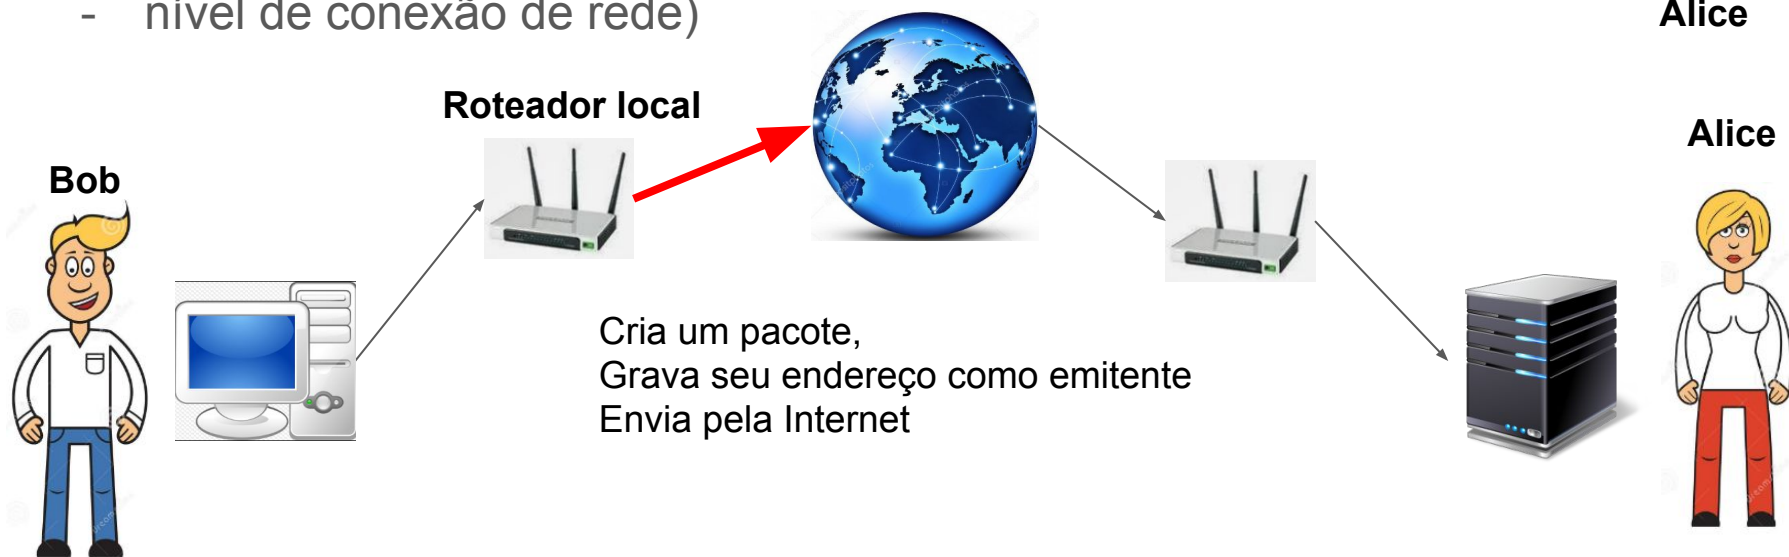 - nível de conexão de rede)
Alice
Roteador local
Alice
Bob
Cria um pacote,
Grava seu endereço como emitente
Envia pela Internet